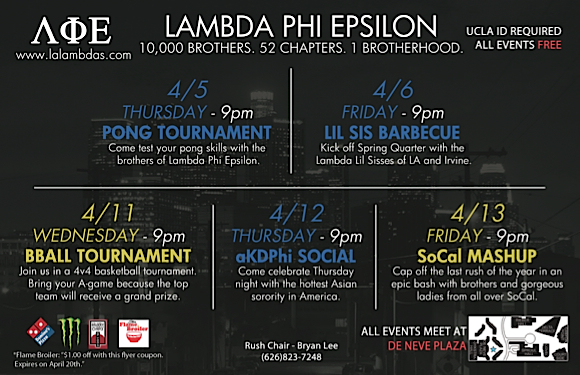 ΛΦΕ
www.lalambdas.com
LAMBDA PHI EPSILON
10,000 BROTHERS. 52 CHAPTERS. 1 BROTHERHOOD.
UCLA ID REQUIRED
ALL EVENTS FREE
4/5
THURSDAY - 9pm
PONG TOURNAMENT
Come test your pong skills with the
brothers of Lambda Phi Epsilon.
4/6
FRIDAY - 9pm
LIL SIS BARBECUE
Kick off Spring Quarter with the
Lambda Lil Sisses of LA and Irvine.
4/11
WEDNESDAY - 9pm
BBALL TOURNAMENT
Join us in a 4v4 basketball tournament.
Bring your A-game because the top
team will receive a grand prize.
4/12
THURSDAY - 9pm
αKDPhi SOCIAL
Come celebrate Thursday
night with the hottest Asian
sorority in America.
4/13
FRIDAY - 9pm
SoCal MASHUP
Cap off the last rush of the year in an
epic bash with brothers and gorgeous
ladies from all over SoCal.
Flame
Broiler
*Flame Broiler: "$1.00 off with this flyer coupon.
Expires on April 20th."
Rush Chair - Bryan Lee
(626)823-7248
ALL EVENTS MEET AT
DE NEVE PLAZA